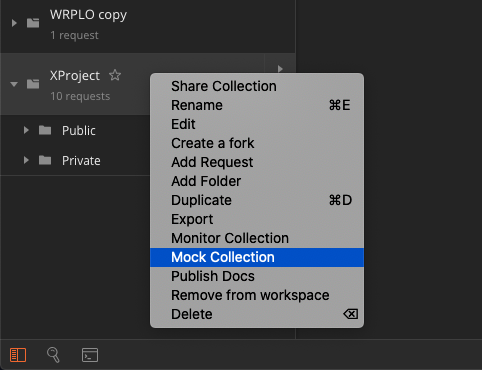 WRPLO copy
1 request
XProject
10 requests
Public
Private
Share Collection
Rename ⌘E
Edit
Create a fork
Add Request
Add Folder
Duplicate ⌘D
Export
Monitor Collection
Mock Collection
Publish Docs
Remove from workspace
Delete ⌫